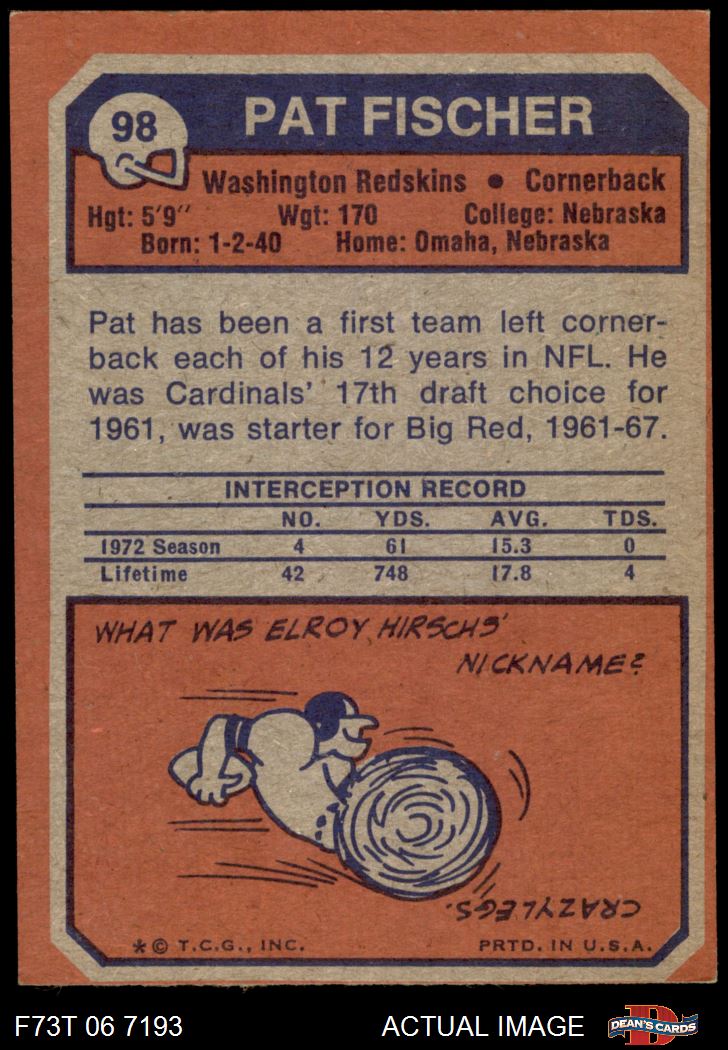 98
PAT FISCHER
Washington Redskins • Cornerback
Hgt: 5'9" Wgt: 170 College: Nebraska
Born: 1-2-40 Home: Omaha, Nebraska
Pat has been a first team left corner-
back each of his 12 years in NFL. He
was Cardinals' 17th draft choice for
1961, was starter for Big Red, 1961-67.
INTERCEPTION RECORD
NO. YDS. AVG. TDS.
1972 Season 4 61 15.3 0
Lifetime 42 748 17.8 4
WHAT WAS ELROY HIRSCHS'
NICKNAME?
CRAZYLEGS.
* © T.C.G., INC. PRTD. IN U.S.A.
F73T 06 7193 ACTUAL IMAGE
D
DEAN'S CARDS